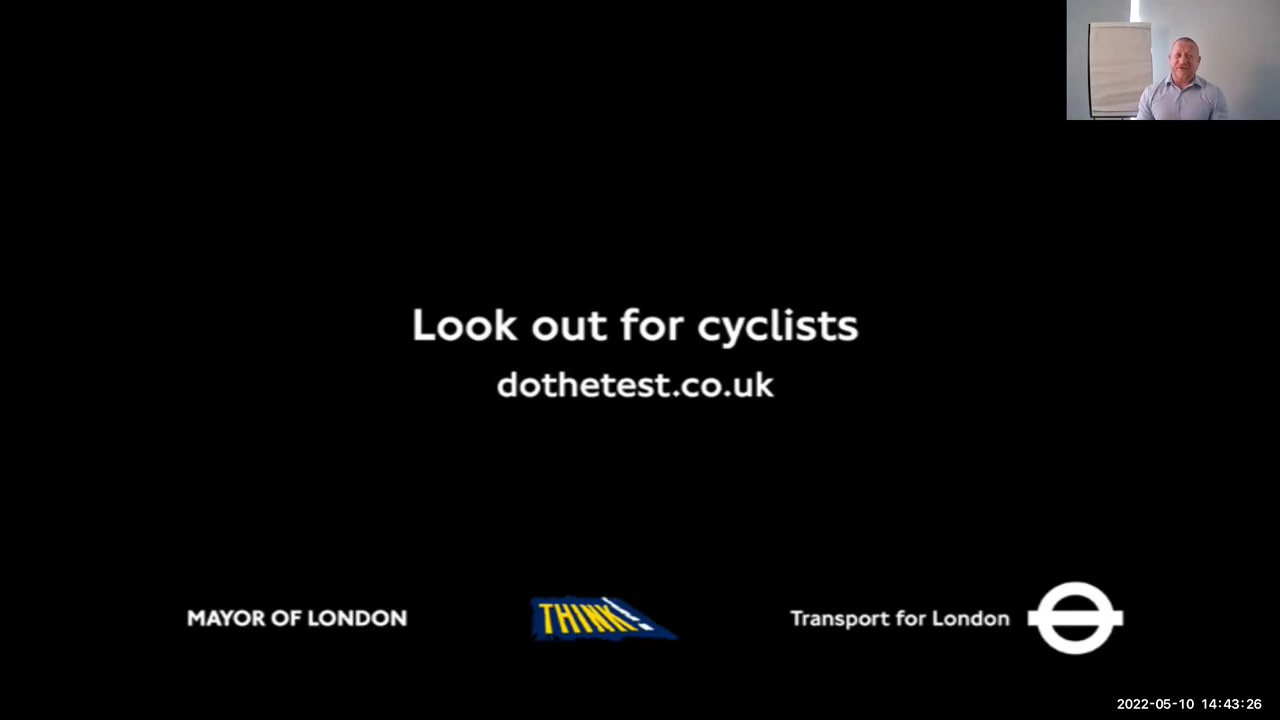 Look out for cyclists
dothetest.co.uk
MAYOR OF LONDON
THINK!
Transport for London
2022-05-10 14:43:26